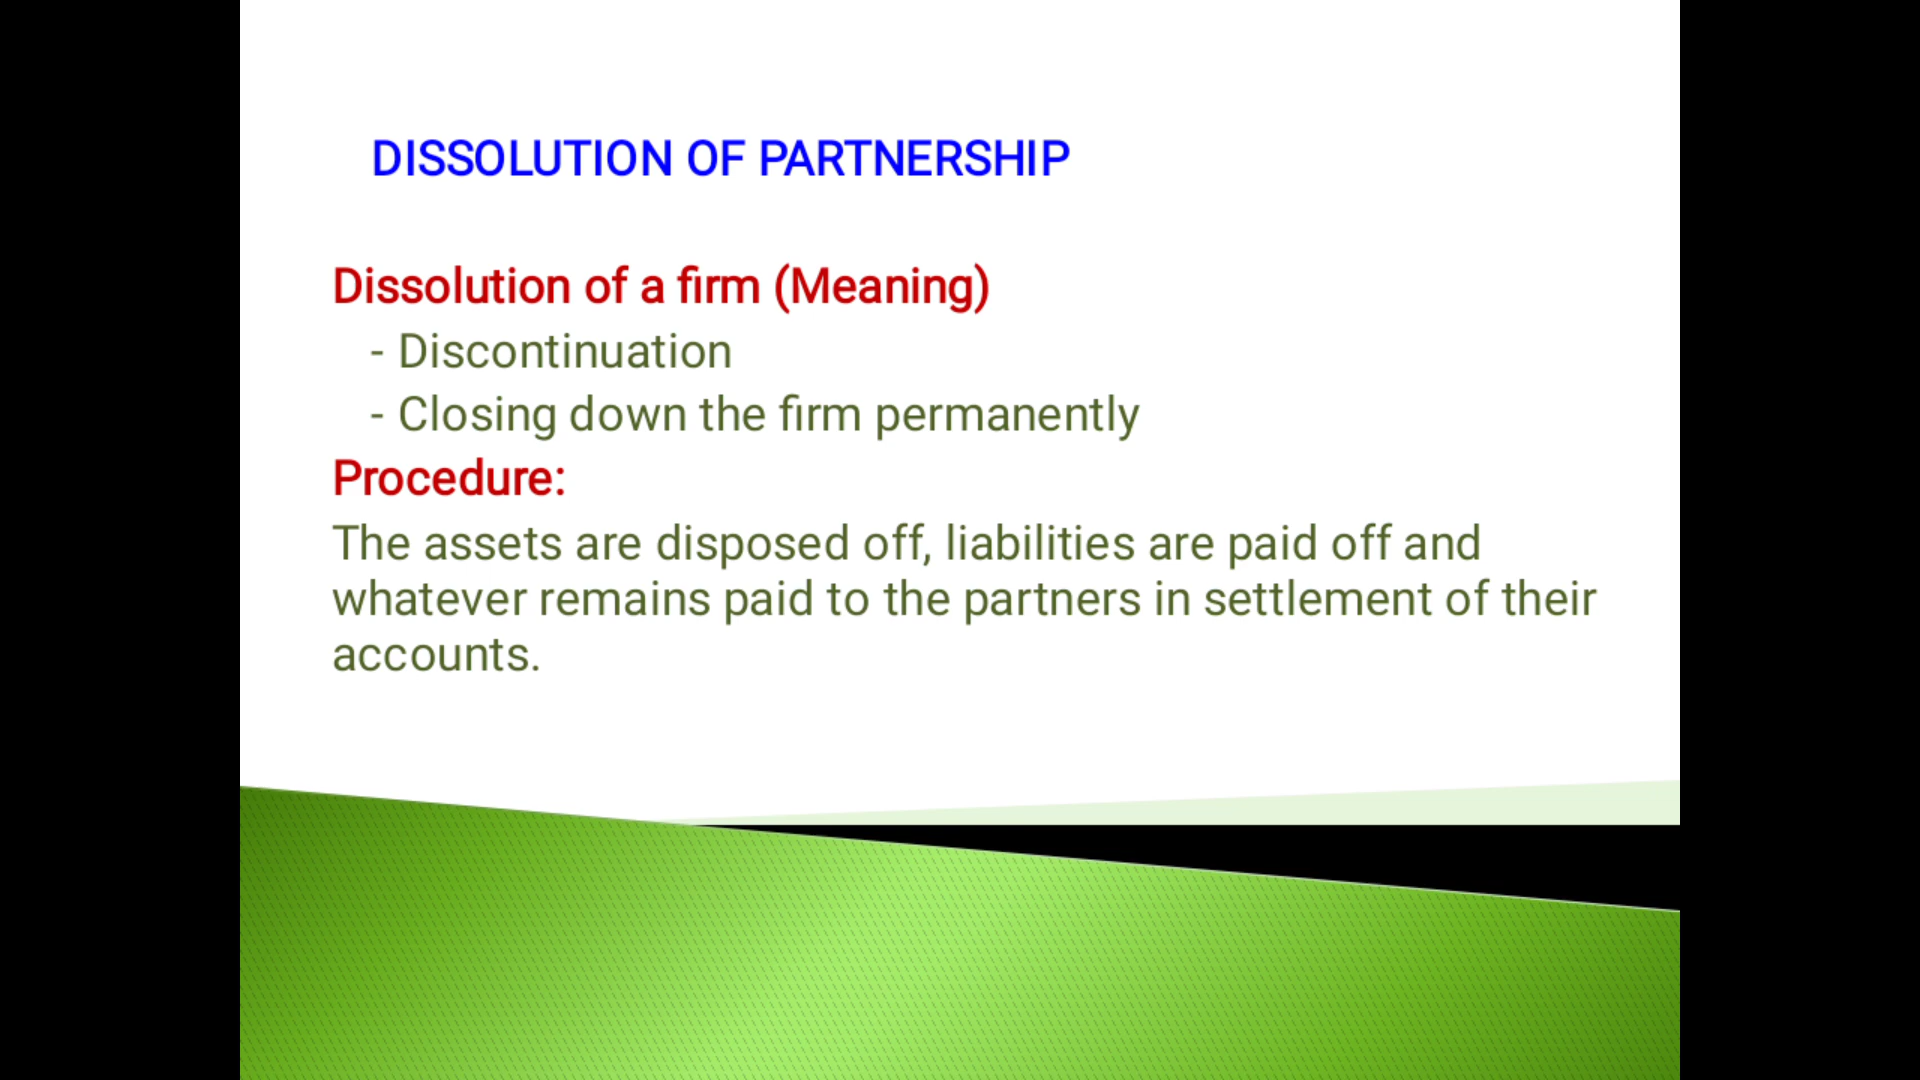 DISSOLUTION OF PARTNERSHIP
Dissolution of a firm (Meaning)
- Discontinuation
- Closing down the firm permanently
Procedure:
The assets are disposed off, liabilities are paid off and
whatever remains paid to the partners in settlement of their
accounts.